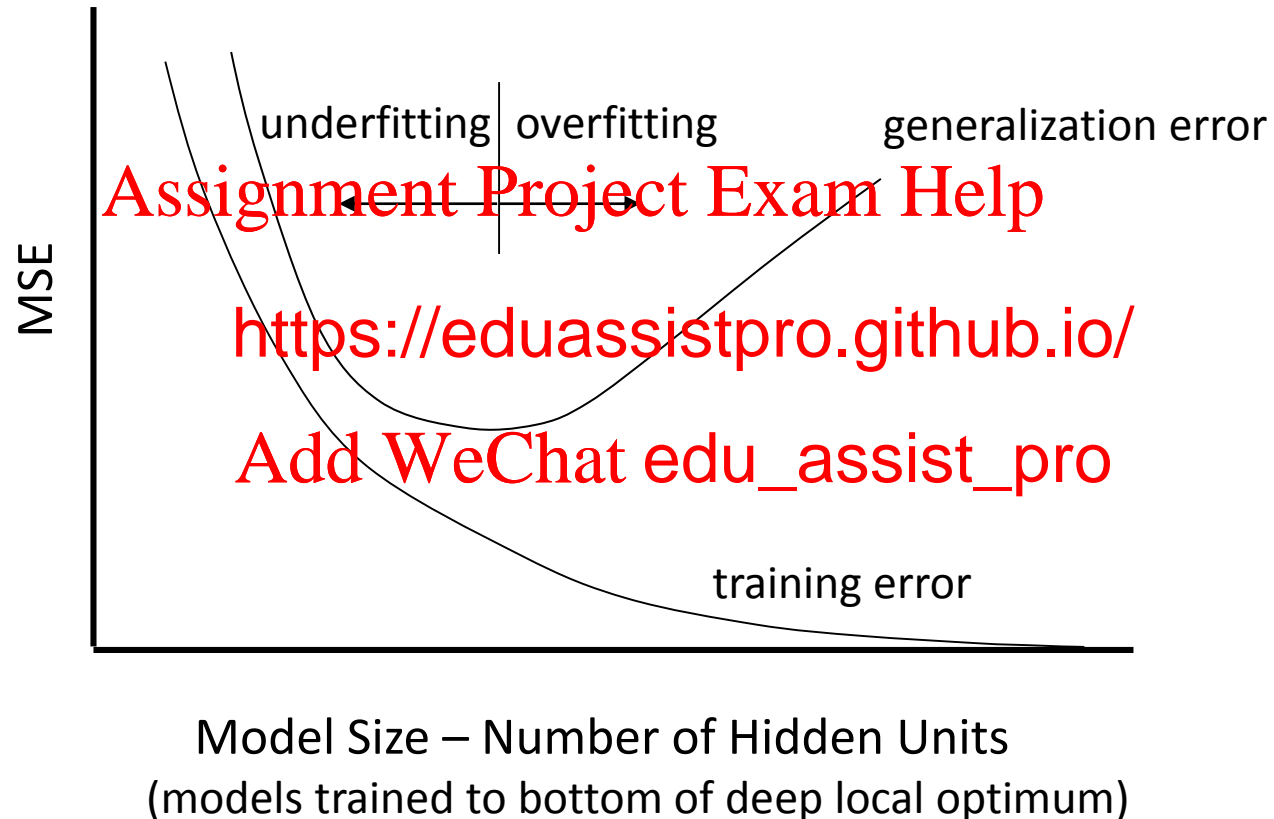 underfitting overfitting
generalization error
Assignment Project Exam Help
MSE
https://eduassistpro.github.io/
Add WeChat edu_assist_pro
training error
Model Size – Number of Hidden Units
(models trained to bottom of deep local optimum)